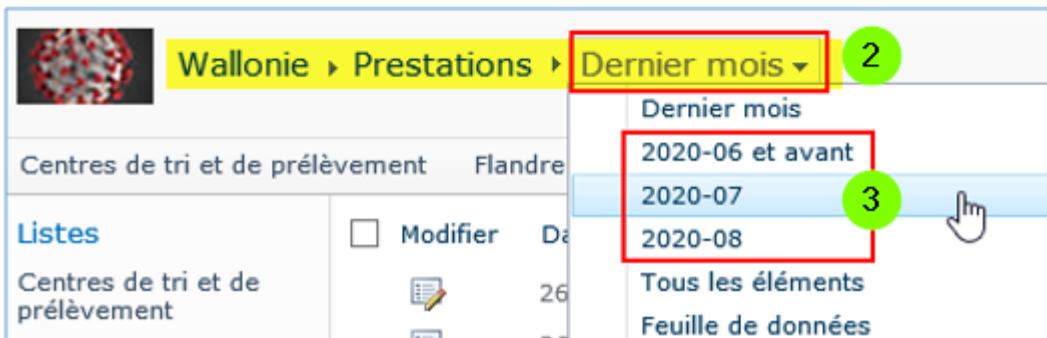 Wallonie ▸ Prestations ▸ Dernier mois ▾ 2
Dernier mois
Centres de tri et de prélèvement Flandre
2020-06 et avant
2020-07 3
2020-08
Listes
Modifier
Centres de tri et de
prélèvement
26
Tous les éléments
Feuille de données